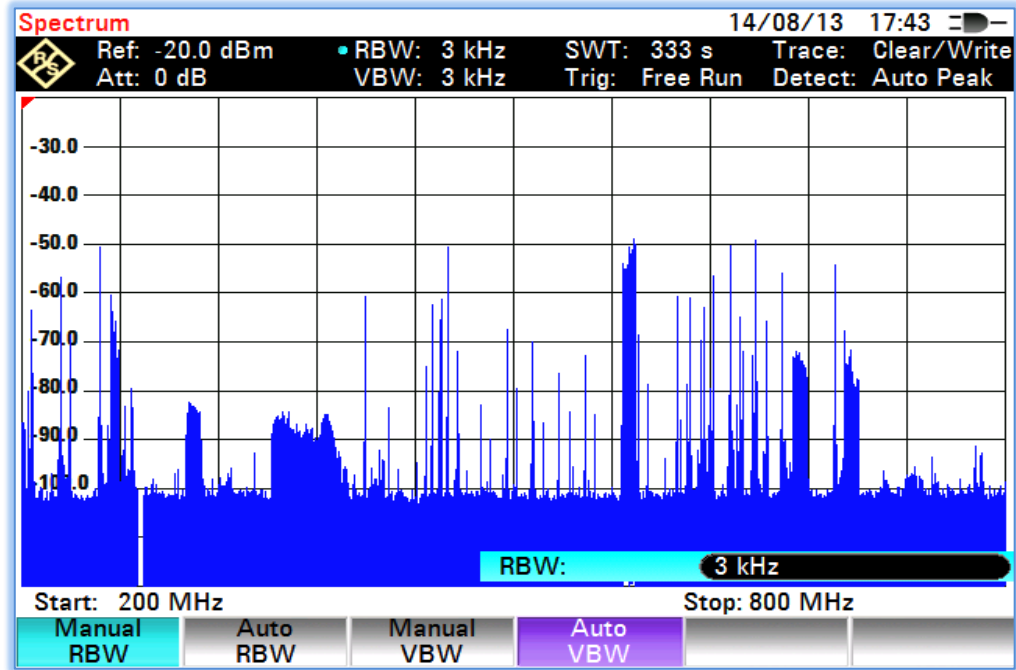 Spectrum 14/08/13 17:43
R&S Ref: -20.0 dBm RBW: 3 kHz SWT: 333 s Trace: Clear/Write
Att: 0 dB VBW: 3 kHz Trig: Free Run Detect: Auto Peak
-30.0
-40.0
-50.0
-60.0
-70.0
-80.0
-90.0
-100.0
RBW: 3 kHz
Start: 200 MHz Stop: 800 MHz
Manual RBW Auto RBW Manual VBW Auto VBW